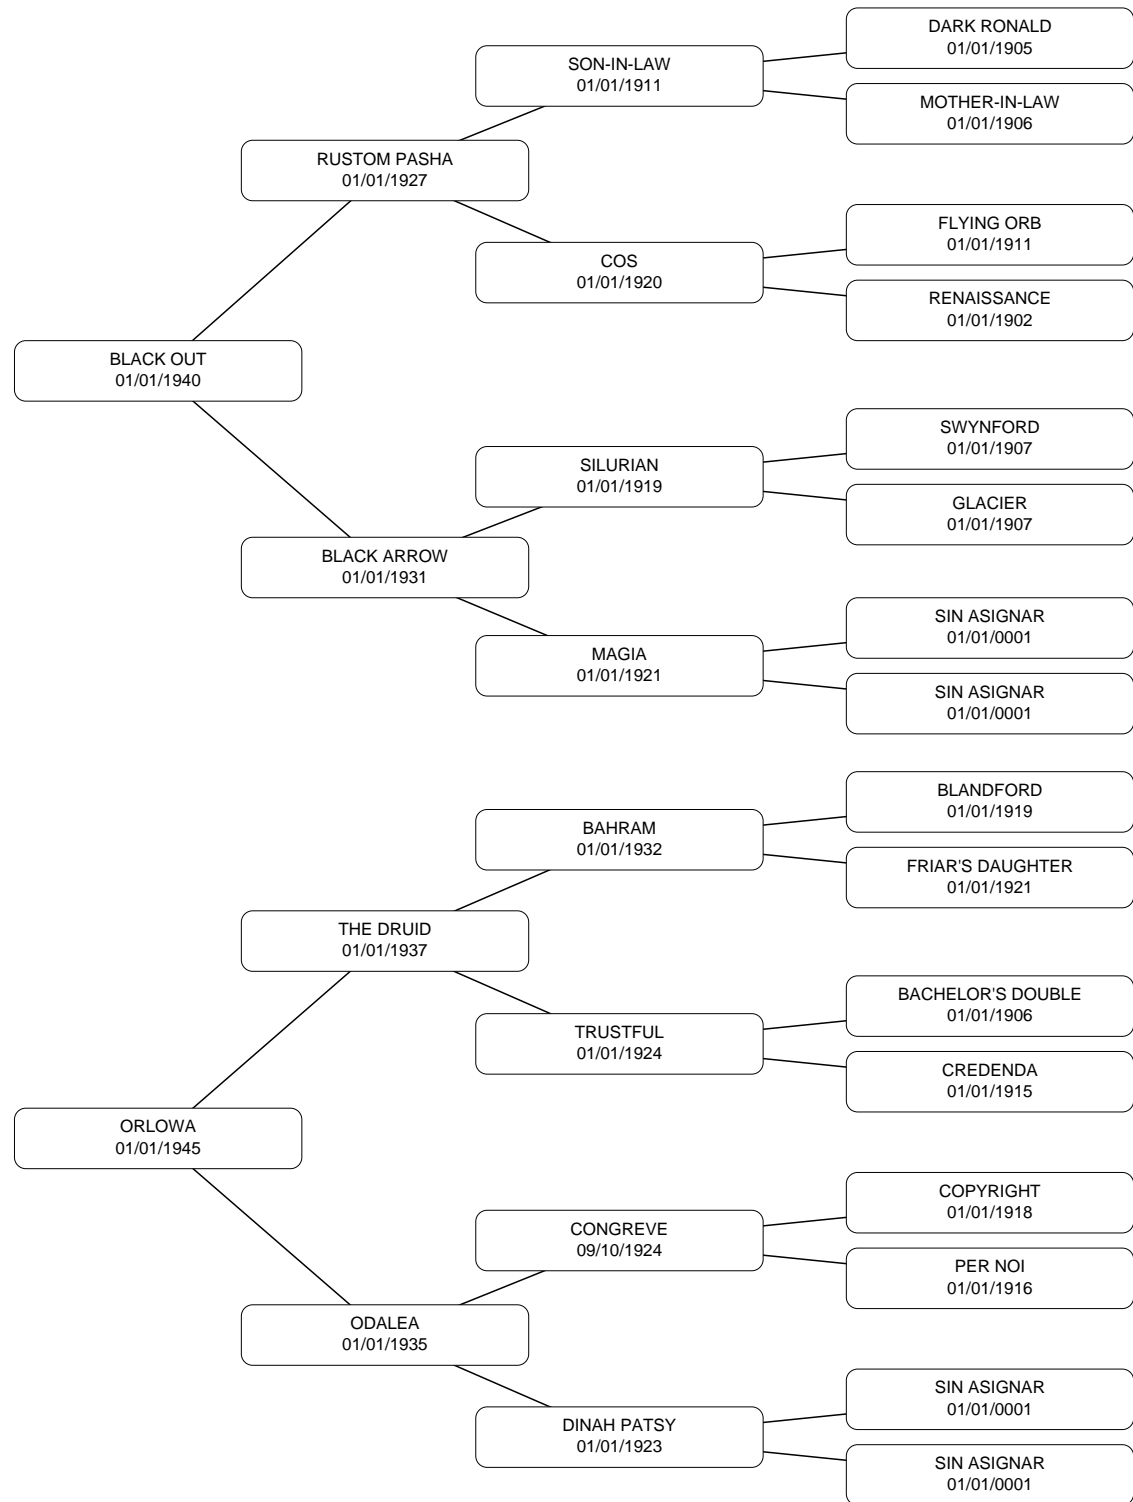 DARK RONALD
01/01/1905
SON-IN-LAW
01/01/1911
MOTHER-IN-LAW
01/01/1906
RUSTOM PASHA
01/01/1927
FLYING ORB
01/01/1911
COS
01/01/1920
RENAISSANCE
01/01/1902
BLACK OUT
01/01/1940
SWYNFORD
01/01/1907
SILURIAN
01/01/1919
GLACIER
01/01/1907
BLACK ARROW
01/01/1931
SIN ASIGNAR
01/01/0001
MAGIA
01/01/1921
SIN ASIGNAR
01/01/0001
BLANDFORD
01/01/1919
BAHRAM
01/01/1932
FRIAR'S DAUGHTER
01/01/1921
THE DRUID
01/01/1937
BACHELOR'S DOUBLE
01/01/1906
TRUSTFUL
01/01/1924
CREDENDA
01/01/1915
ORLOWA
01/01/1945
COPYRIGHT
01/01/1918
CONGREVE
09/10/1924
PER NOI
01/01/1916
ODALEA
01/01/1935
SIN ASIGNAR
01/01/0001
DINAH PATSY
01/01/1923
SIN ASIGNAR
01/01/0001